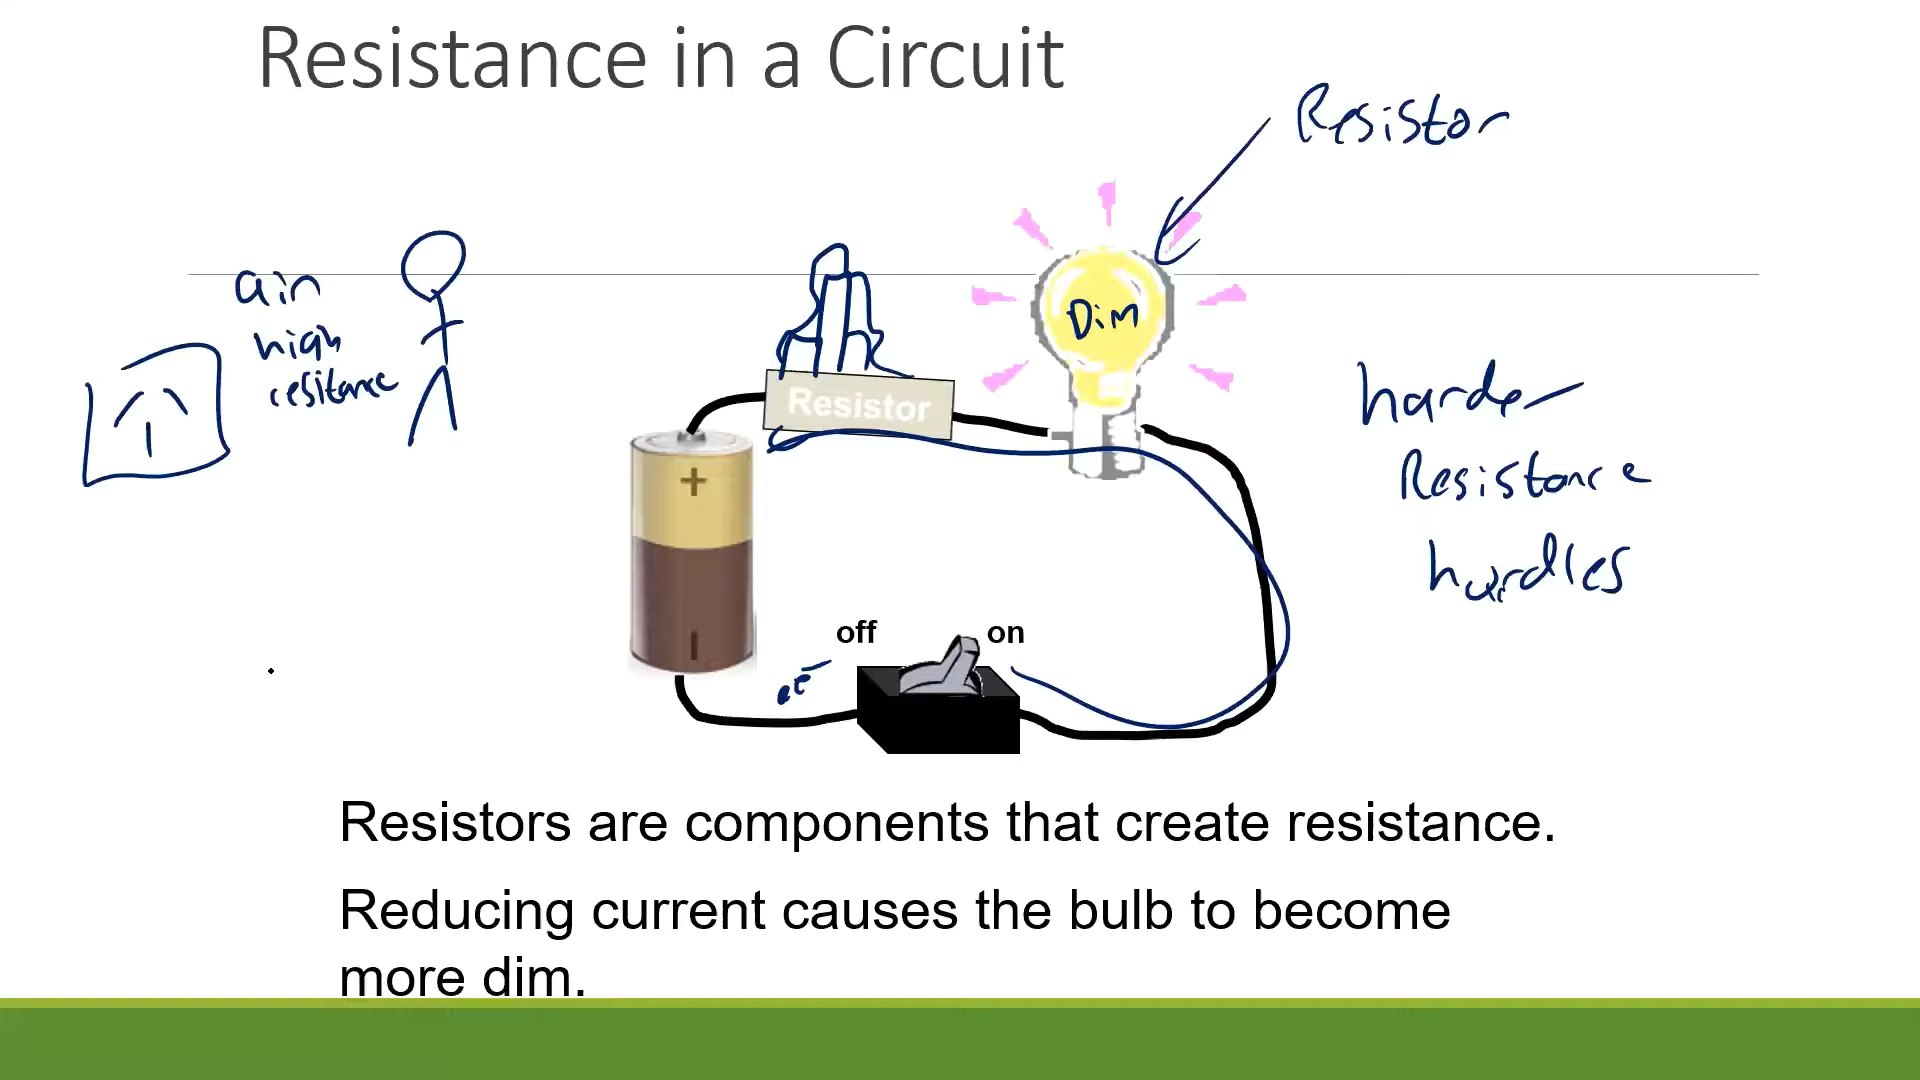 Resistance in a Circuit
Resistor
air
high
resitance
Dim
Resistor
harder
Resistance
hurdles
+
off
on
e e-
Resistors are components that create resistance.
Reducing current causes the bulb to become
more dim.